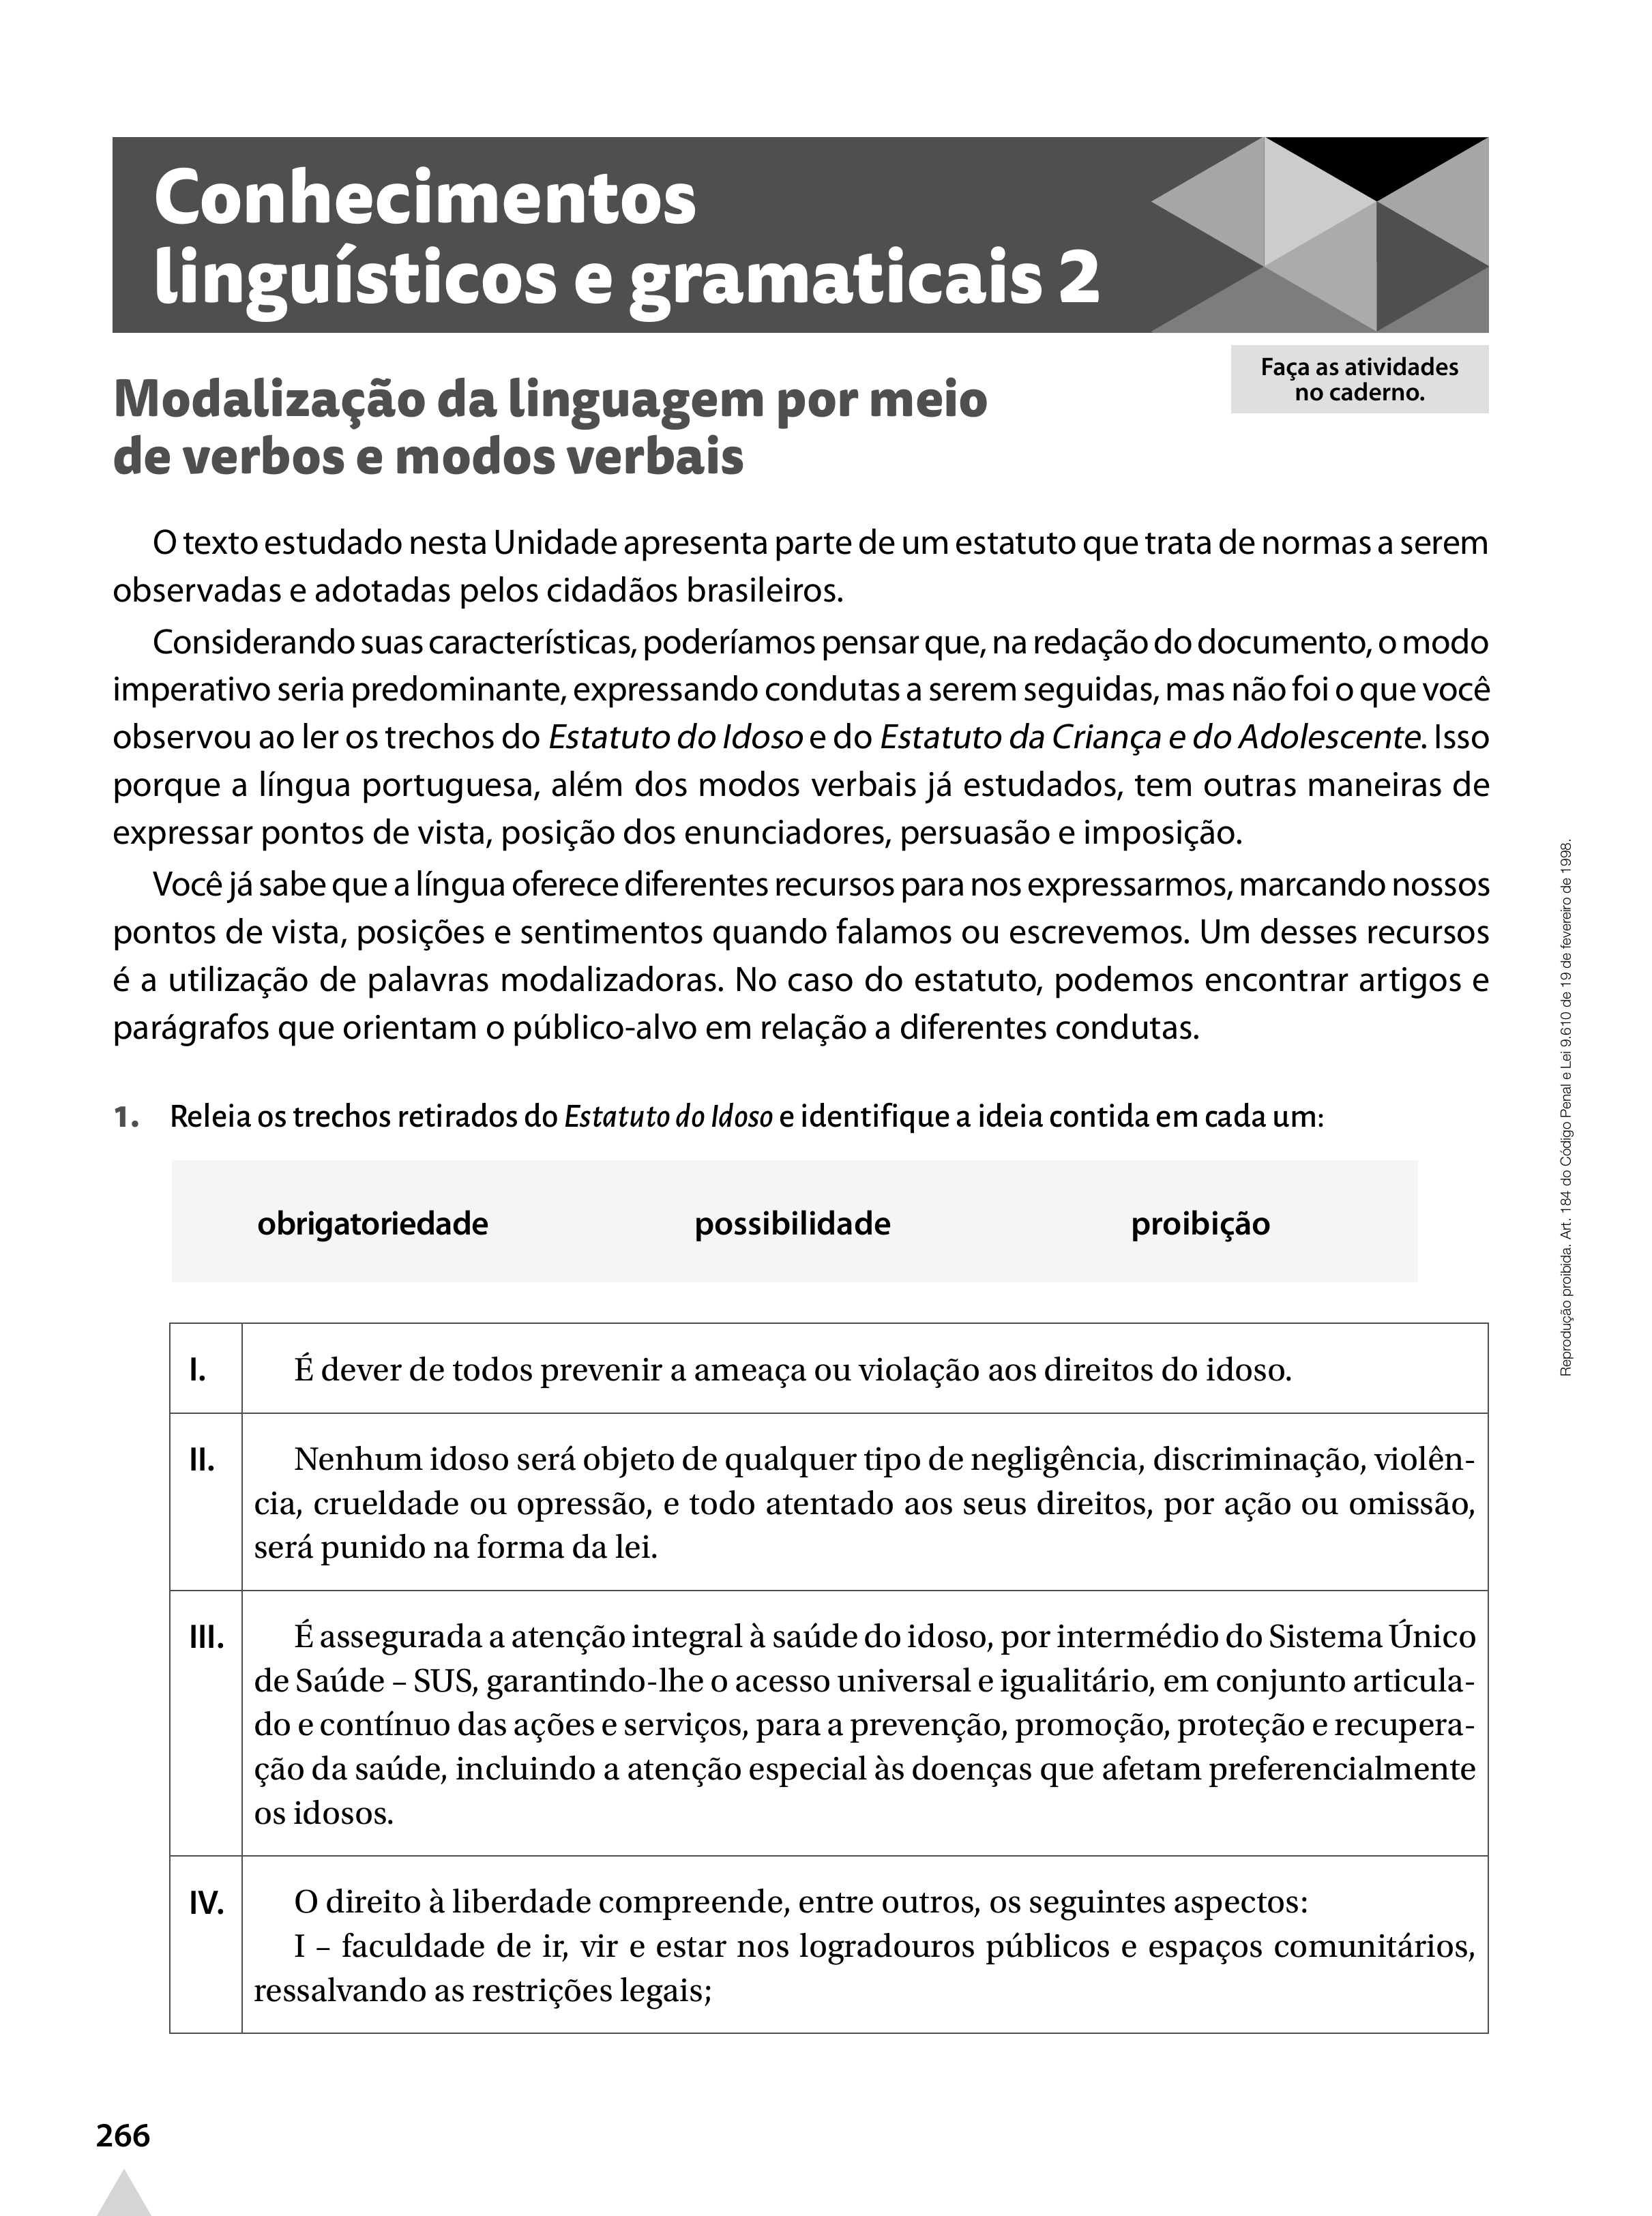 Conhecimentos
linguísticos e gramaticais 2
Faça as atividades
no caderno.
Modalização da linguagem por meio
de verbos e modos verbais
O texto estudado nesta Unidade apresenta parte de um estatuto que trata de normas a serem
observadas e adotadas pelos cidadãos brasileiros.
Considerando suas características, poderíamos pensar que, na redação do documento, o modo
imperativo seria predominante, expressando condutas a serem seguidas, mas não foi o que você
observou ao ler os trechos do Estatuto do Idoso e do Estatuto da Criança e do Adolescente. Isso
porque a língua portuguesa, além dos modos verbais já estudados, tem outras maneiras de
expressar pontos de vista, posição dos enunciadores, persuasão e imposição.
Você já sabe que a língua oferece diferentes recursos para nos expressarmos, marcando nossos
pontos de vista, posições e sentimentos quando falamos ou escrevemos. Um desses recursos
é a utilização de palavras modalizadoras. No caso do estatuto, podemos encontrar artigos e
parágrafos que orientam o público-alvo em relação a diferentes condutas.
1. Releia os trechos retirados do Estatuto do Idoso e identifique a ideia contida em cada um:
obrigatoriedade possibilidade proibição
I. É dever de todos prevenir a ameaça ou violação aos direitos do idoso.
II. Nenhum idoso será objeto de qualquer tipo de negligência, discriminação, violên-
cia, crueldade ou opressão, e todo atentado aos seus direitos, por ação ou omissão,
será punido na forma da lei.
III. É assegurada a atenção integral à saúde do idoso, por intermédio do Sistema Único
de Saúde – SUS, garantindo-lhe o acesso universal e igualitário, em conjunto articula-
do e contínuo das ações e serviços, para a prevenção, promoção, proteção e recupera-
ção da saúde, incluindo a atenção especial às doenças que afetam preferencialmente
os idosos.
IV. O direito à liberdade compreende, entre outros, os seguintes aspectos:
I – faculdade de ir, vir e estar nos logradouros públicos e espaços comunitários,
ressalvando as restrições legais;
Reprodução proibida. Art. 184 do Código Penal e Lei 9.610 de 19 de fevereiro de 1998.
266